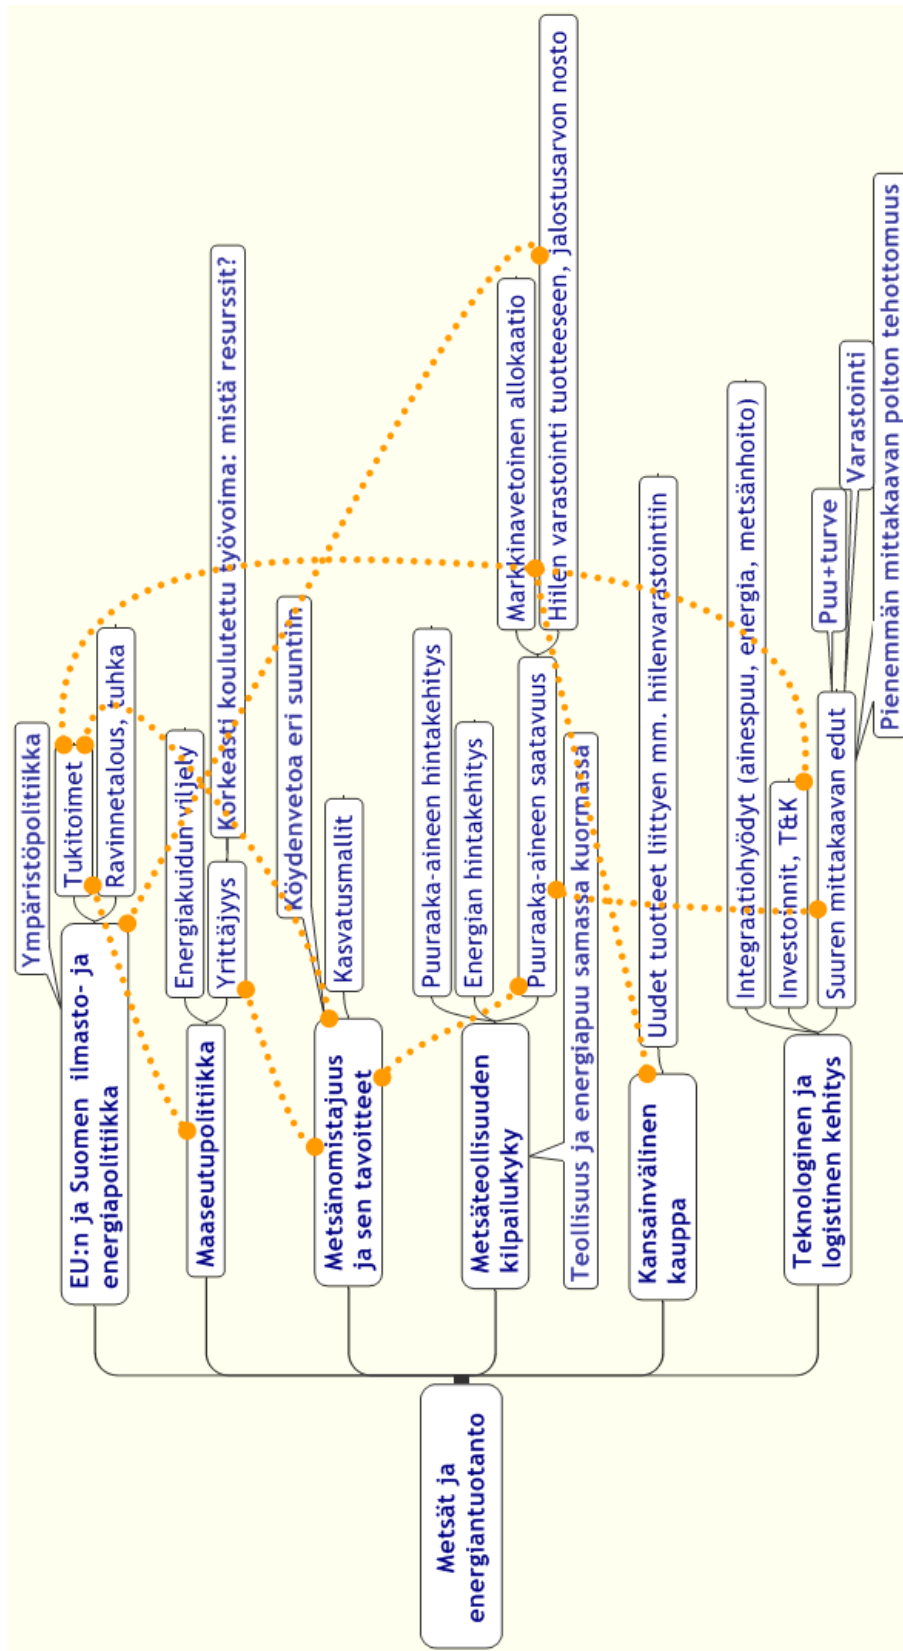 Metsät ja
energiantuotanto
EU:n ja Suomen ilmasto- ja
energiapolitiikka
Ympäristöpolitiikka
Tukitoimet
Ravinnetalous, tuhka
Maaseutupolitiikka
Energiakuidun viljely
Yrittäjyys
Korkeasti koulutettu työvoima: mistä resurssit?
Metsänomistajuus
ja sen tavoitteet
Köydenvetoa eri suuntiin
Kasvatusmallit
Metsäteollisuuden
kilpailukyky
Puuraaka-aineen hintakehitys
Energian hintakehitys
Puuraaka-aineen saatavuus
Markkinavetoinen allokaatio
Hiilen varastointi tuotteeseen, jalostusarvon nosto
Teollisuus ja energiapuu samassa kuormassa
Kansainvälinen
kauppa
Uudet tuotteet liittyen mm. hiilenvarastointiin
Teknologinen ja
logistinen kehitys
Integraatiohyödyt (ainespuu, energia, metsänhoito)
Investoinnit, T&K
Suuren mittakaavan edut
Puu+turve
Varastointi
Pienemmän mittakaavan polton tehottomuus